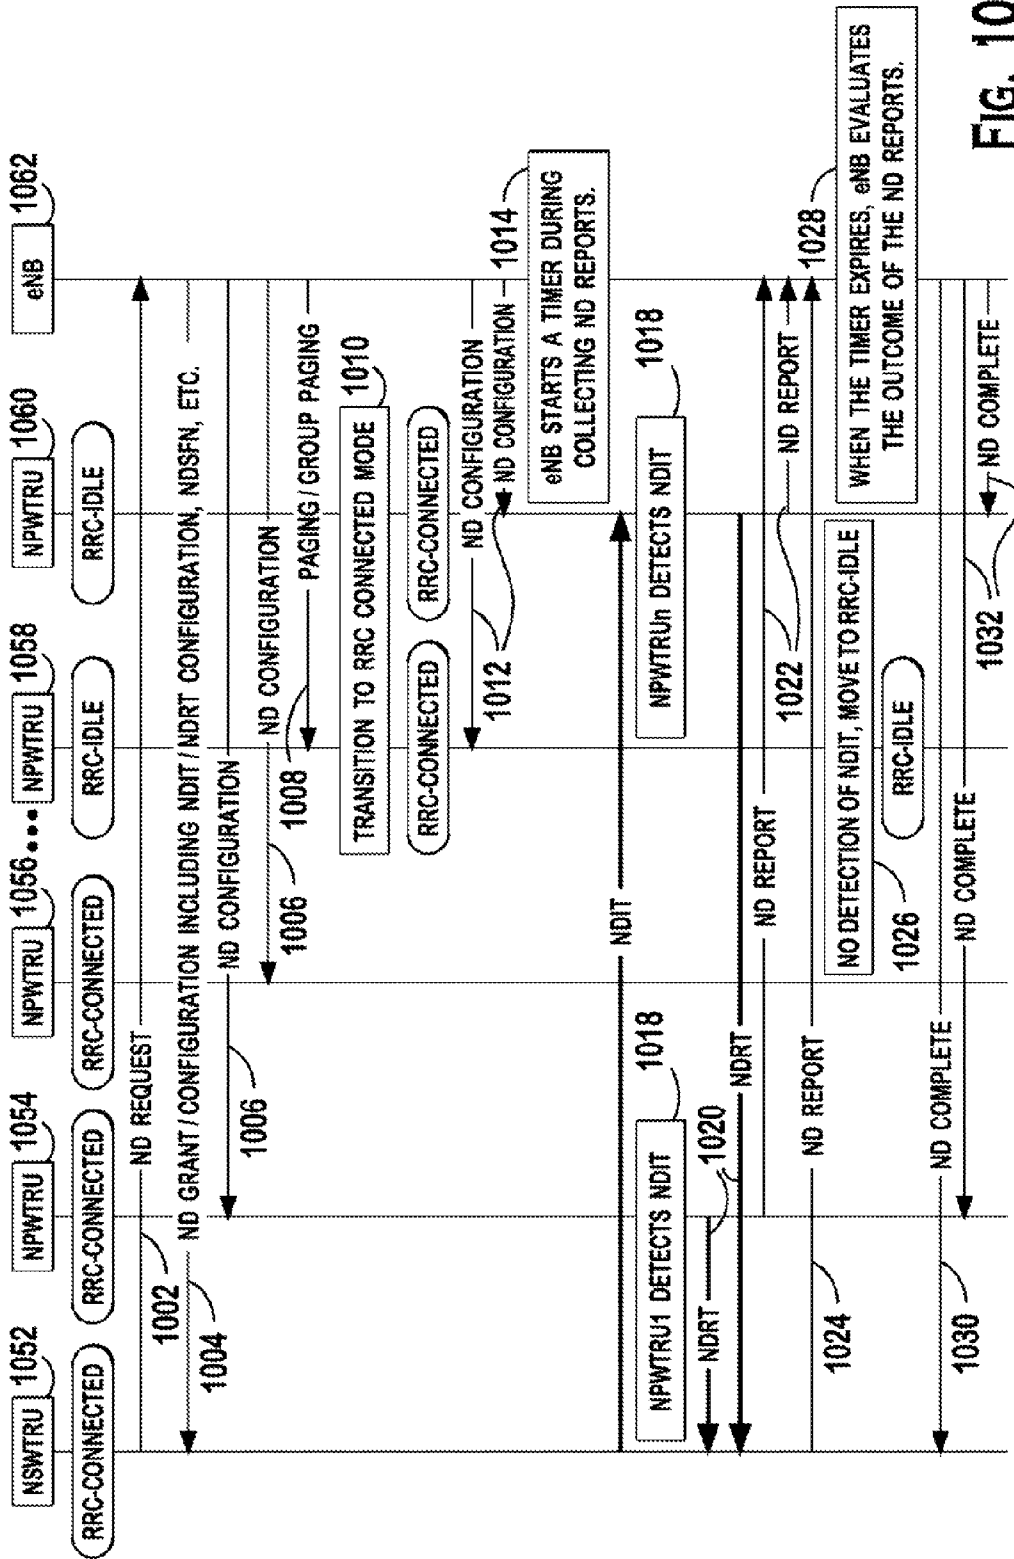 NSWTRU 1052
NPWTRU 1054
NPWTRU 1056
•••
NPWTRU 1058
NPWTRU 1060
eNB 1062
RRC-CONNECTED
RRC-CONNECTED
RRC-CONNECTED
RRC-IDLE
RRC-IDLE
ND REQUEST
1002
ND GRANT / CONFIGURATION INCLUDING NDIT / NDRT CONFIGURATION, NDSFN, ETC.
1004
ND CONFIGURATION
1006
ND CONFIGURATION
1006
PAGING / GROUP PAGING
1008
TRANSITION TO RRC CONNECTED MODE
1010
RRC-CONNECTED
RRC-CONNECTED
ND CONFIGURATION
ND CONFIGURATION
1012
1014
eNB STARTS A TIMER DURING
COLLECTING ND REPORTS.
NDIT
NPWTRU1 DETECTS NDIT
1018
NPWTRUn DETECTS NDIT
1018
NDRT
1020
NDRT
ND REPORT
ND REPORT
1022
ND REPORT
1024
NO DETECTION OF NDIT, MOVE TO RRC-IDLE
1026
RRC-IDLE
1028
WHEN THE TIMER EXPIRES, eNB EVALUATES
THE OUTCOME OF THE ND REPORTS.
ND COMPLETE
1030
ND COMPLETE
ND COMPLETE
1032
FIG. 10